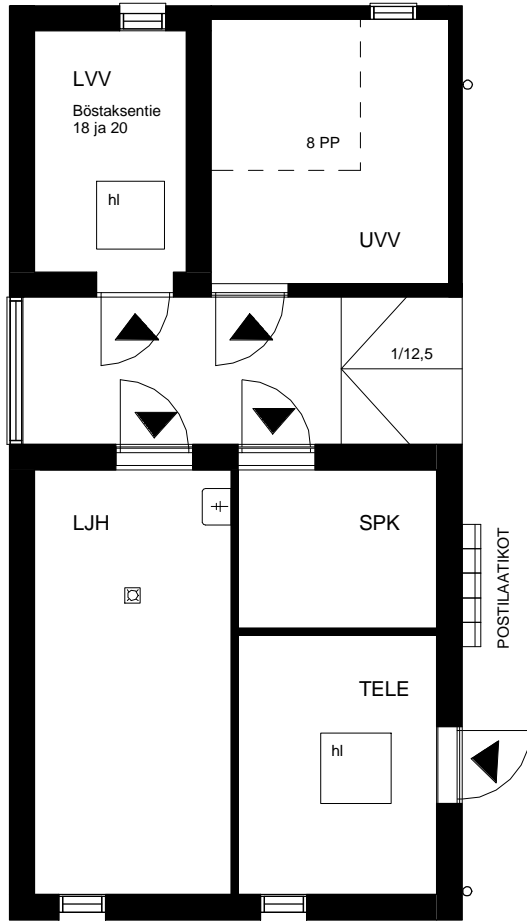 LVV
Böstaksentie
18 ja 20
hl
8 PP
UVV
1/12,5
LJH
SPK
POSTILAATIKOT
TELE
hl